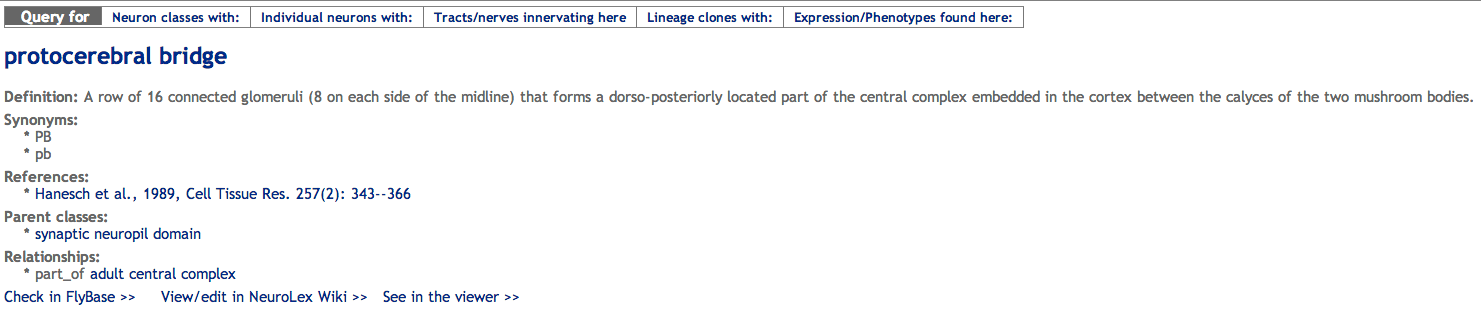 Query for Neuron classes with: Individual neurons with: Tracts/nerves innervating here Lineage clones with: Expression/Phenotypes found here:
protocerebral bridge
Definition: A row of 16 connected glomeruli (8 on each side of the midline) that forms a dorso-posteriorly located part of the central complex embedded in the cortex between the calyces of the two mushroom bodies.
Synonyms:
* PB
* pb
References:
* Hanesch et al., 1989, Cell Tissue Res. 257(2): 343--366
Parent classes:
* synaptic neuropil domain
Relationships:
* part_of adult central complex
Check in FlyBase >> View/edit in NeuroLex Wiki >> See in the viewer >>